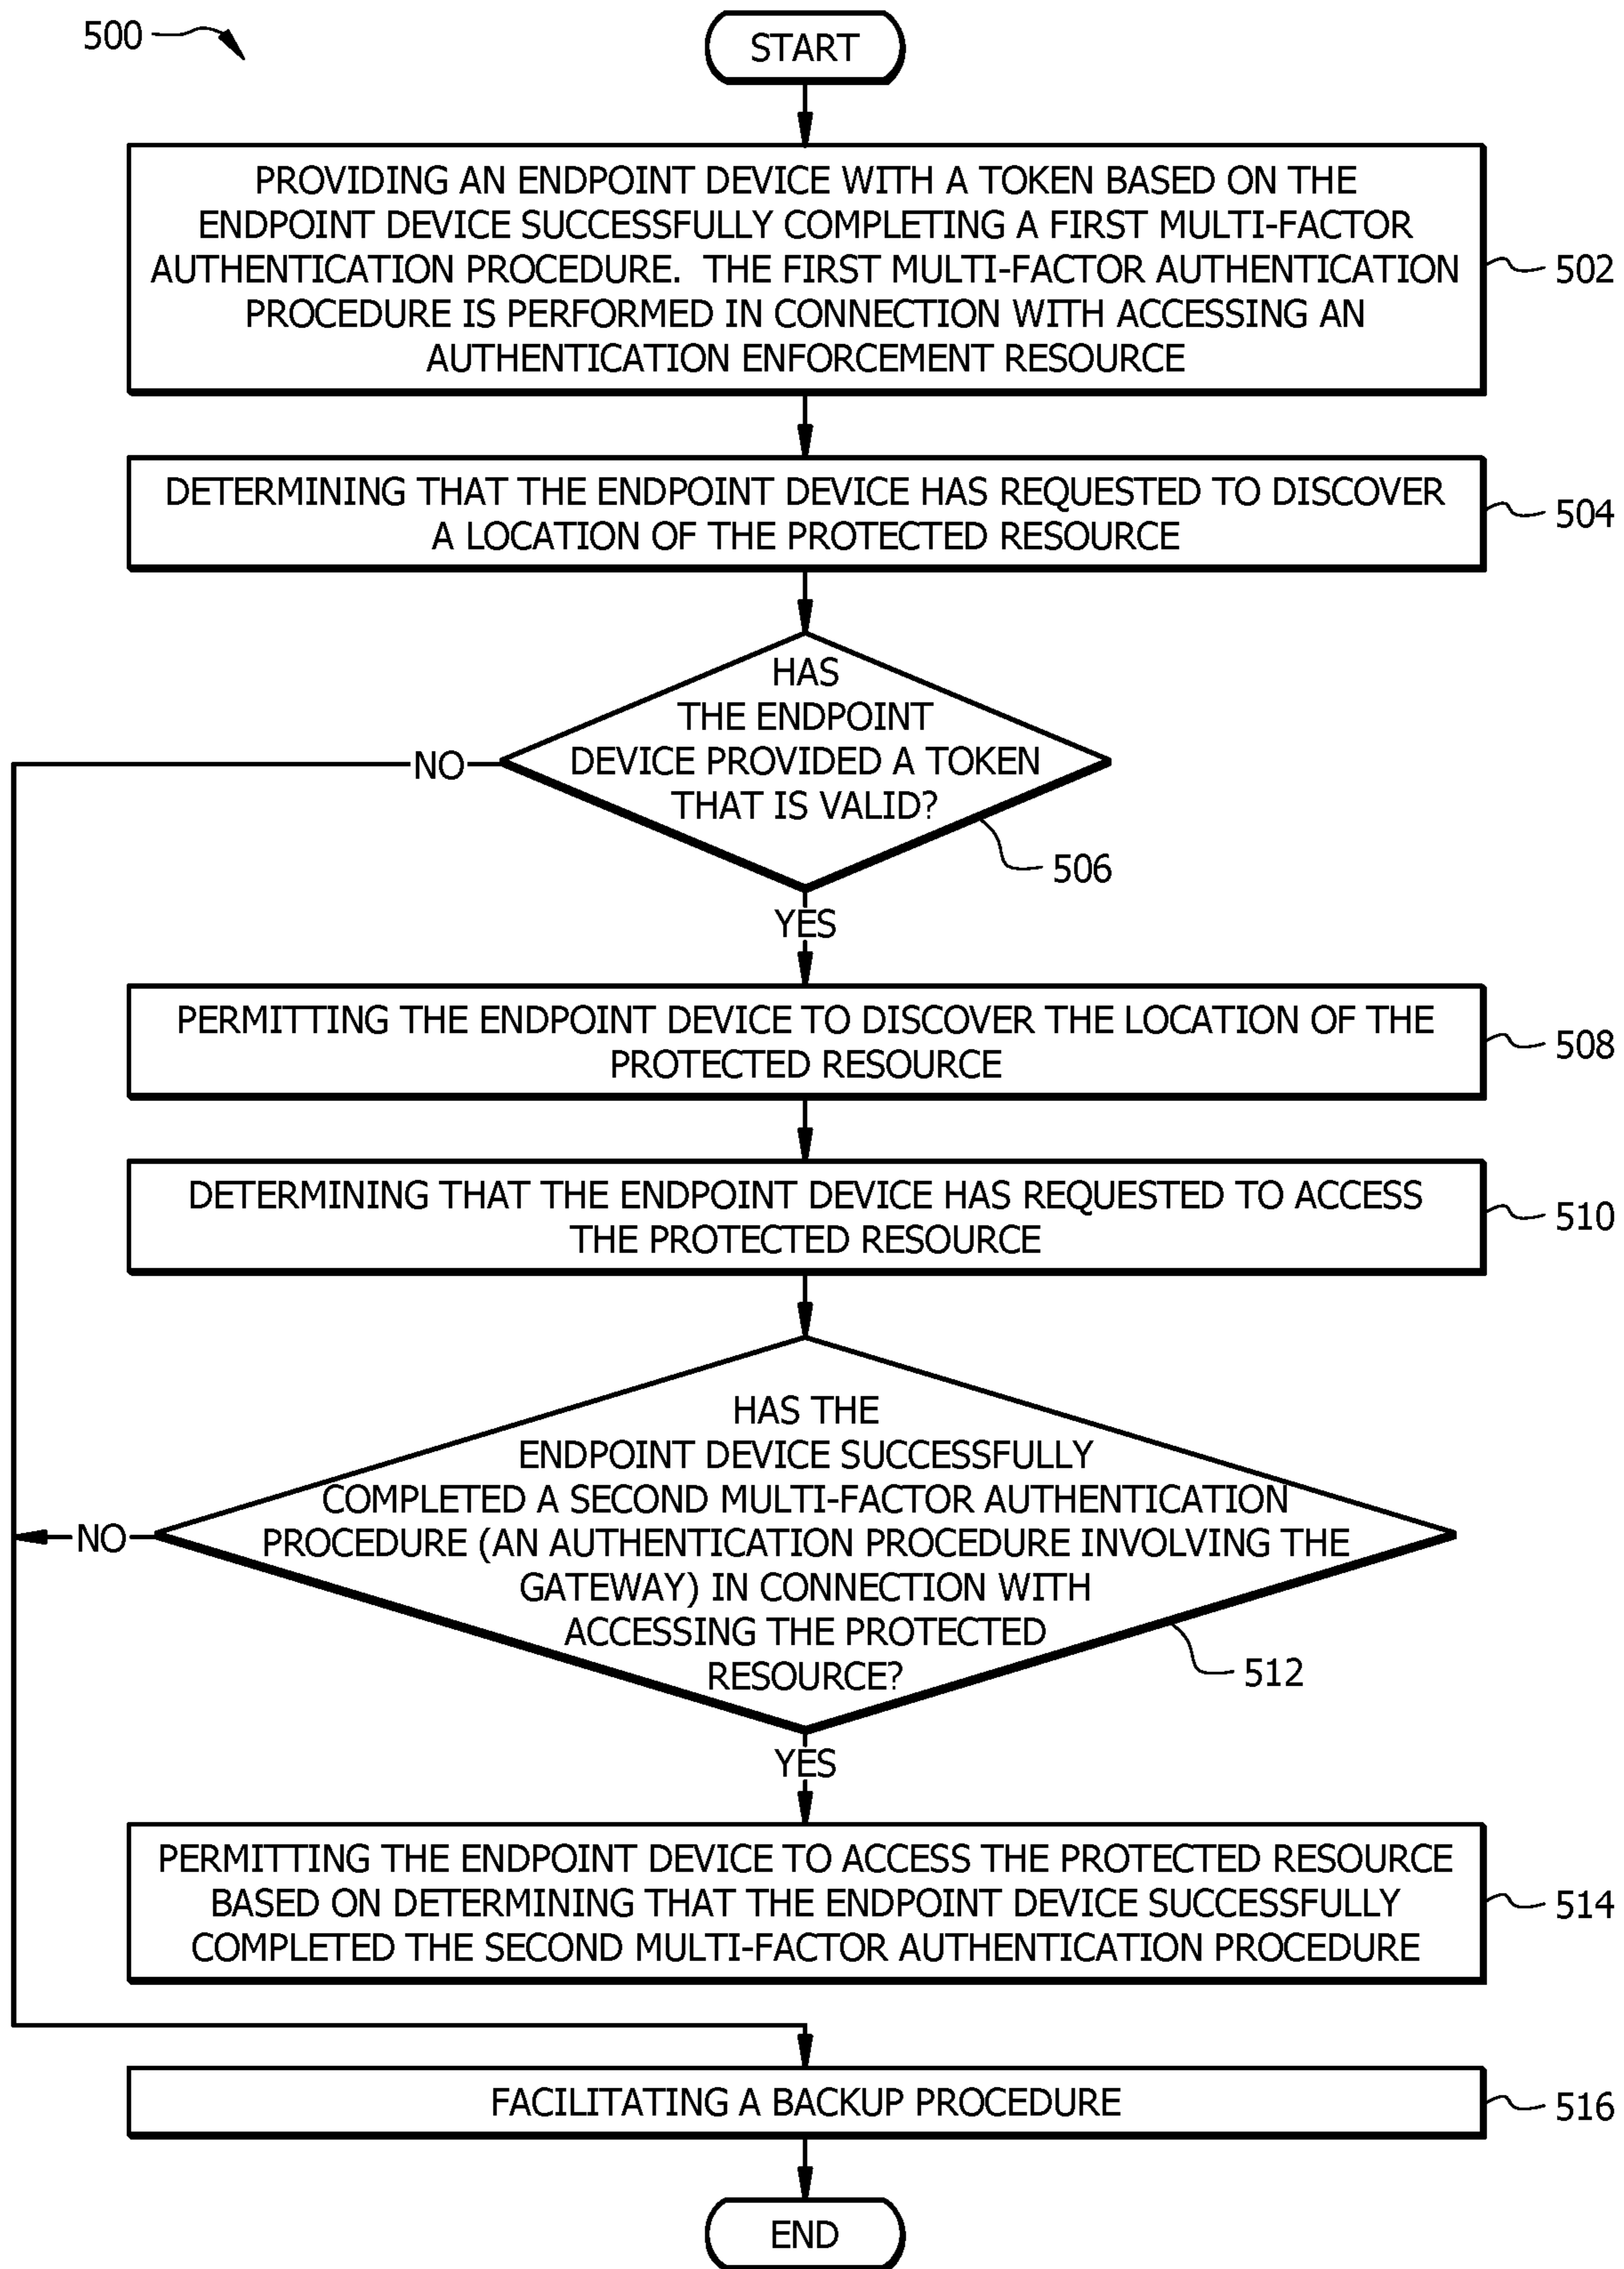 500
START
PROVIDING AN ENDPOINT DEVICE WITH A TOKEN BASED ON THE
ENDPOINT DEVICE SUCCESSFULLY COMPLETING A FIRST MULTI-FACTOR
AUTHENTICATION PROCEDURE. THE FIRST MULTI-FACTOR AUTHENTICATION
PROCEDURE IS PERFORMED IN CONNECTION WITH ACCESSING AN
AUTHENTICATION ENFORCEMENT RESOURCE
502
DETERMINING THAT THE ENDPOINT DEVICE HAS REQUESTED TO DISCOVER
A LOCATION OF THE PROTECTED RESOURCE
504
HAS
THE ENDPOINT
DEVICE PROVIDED A TOKEN
THAT IS VALID?
NO
506
YES
PERMITTING THE ENDPOINT DEVICE TO DISCOVER THE LOCATION OF THE
PROTECTED RESOURCE
508
DETERMINING THAT THE ENDPOINT DEVICE HAS REQUESTED TO ACCESS
THE PROTECTED RESOURCE
510
HAS THE
ENDPOINT DEVICE SUCCESSFULLY
COMPLETED A SECOND MULTI-FACTOR AUTHENTICATION
PROCEDURE (AN AUTHENTICATION PROCEDURE INVOLVING THE
GATEWAY) IN CONNECTION WITH
ACCESSING THE PROTECTED
RESOURCE?
NO
512
YES
PERMITTING THE ENDPOINT DEVICE TO ACCESS THE PROTECTED RESOURCE
BASED ON DETERMINING THAT THE ENDPOINT DEVICE SUCCESSFULLY
COMPLETED THE SECOND MULTI-FACTOR AUTHENTICATION PROCEDURE
514
FACILITATING A BACKUP PROCEDURE
516
END